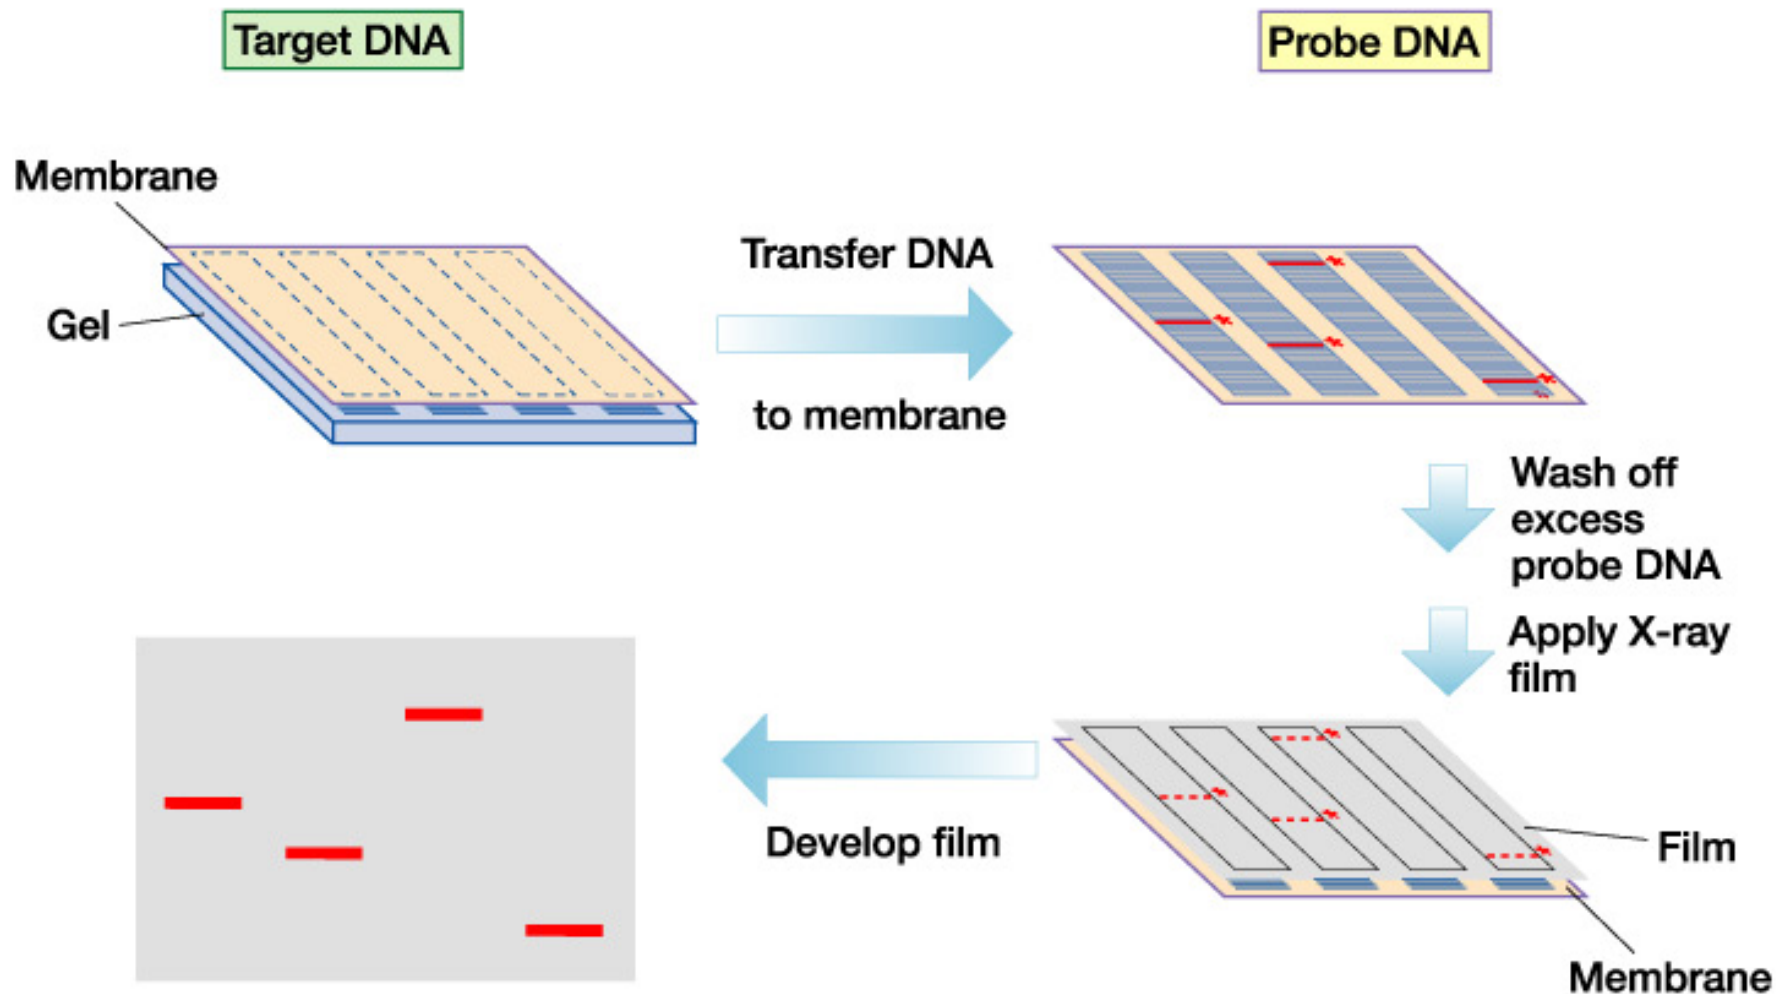 Target DNA
Probe DNA
Membrane
Gel
Transfer DNA
to membrane
Wash off
excess
probe DNA
Apply X-ray
film
Develop film
Film
Membrane